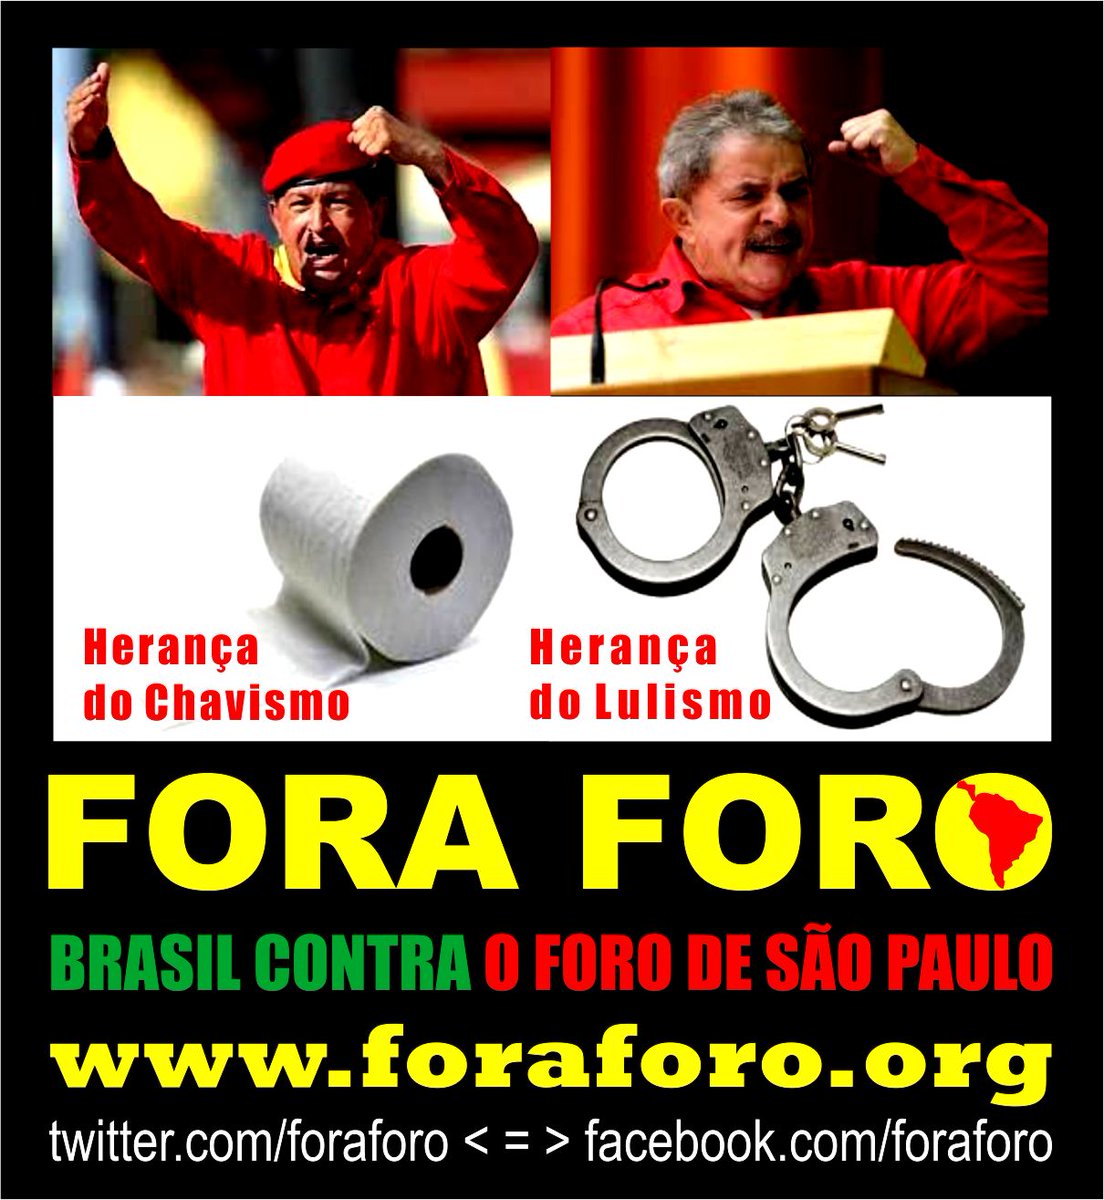 Herança
do Chavismo
Herança
do Lulismo
FORA FORO
BRASIL CONTRA O FORO DE SÃO PAULO
www.foraforo.org
twitter.com/foraforo < = > facebook.com/foraforo